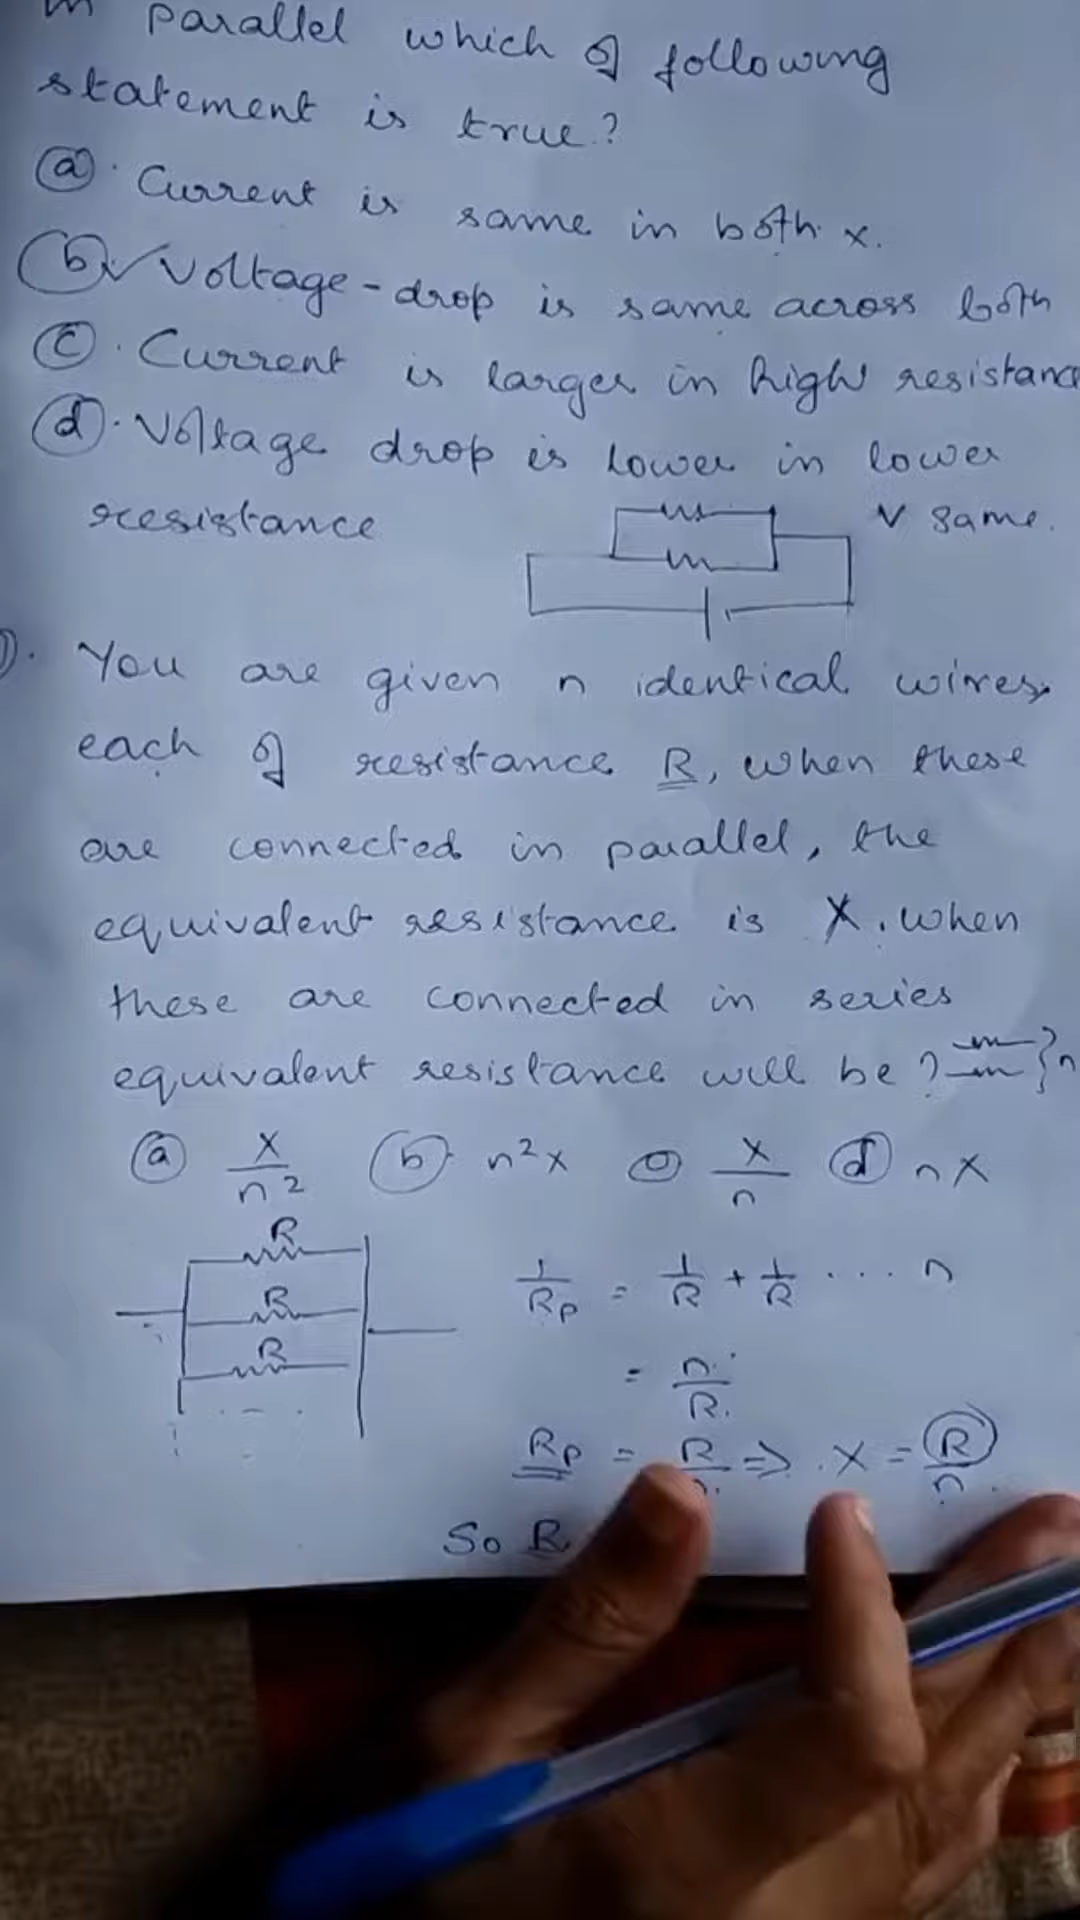 in parallel which of following
statement is true?
(a). Current is same in both x.
(b)✓ Voltage-drop is same across both
(c). Current is larger in high resistance
(d). Voltage drop is lower in lower
resistance
V same.
). You are given n identical wires,
each of resistance R, when these
are connected in parallel, the
equivalent resistance is X. when
these are connected in series
equivalent resistance will be? }n
(a) X/n² (b) n²x (c) X/n (d) nX
R
R
R
1/Rp = 1/R + 1/R .... n
= n/R.
Rp = R/n. => .X = R/n.
So R